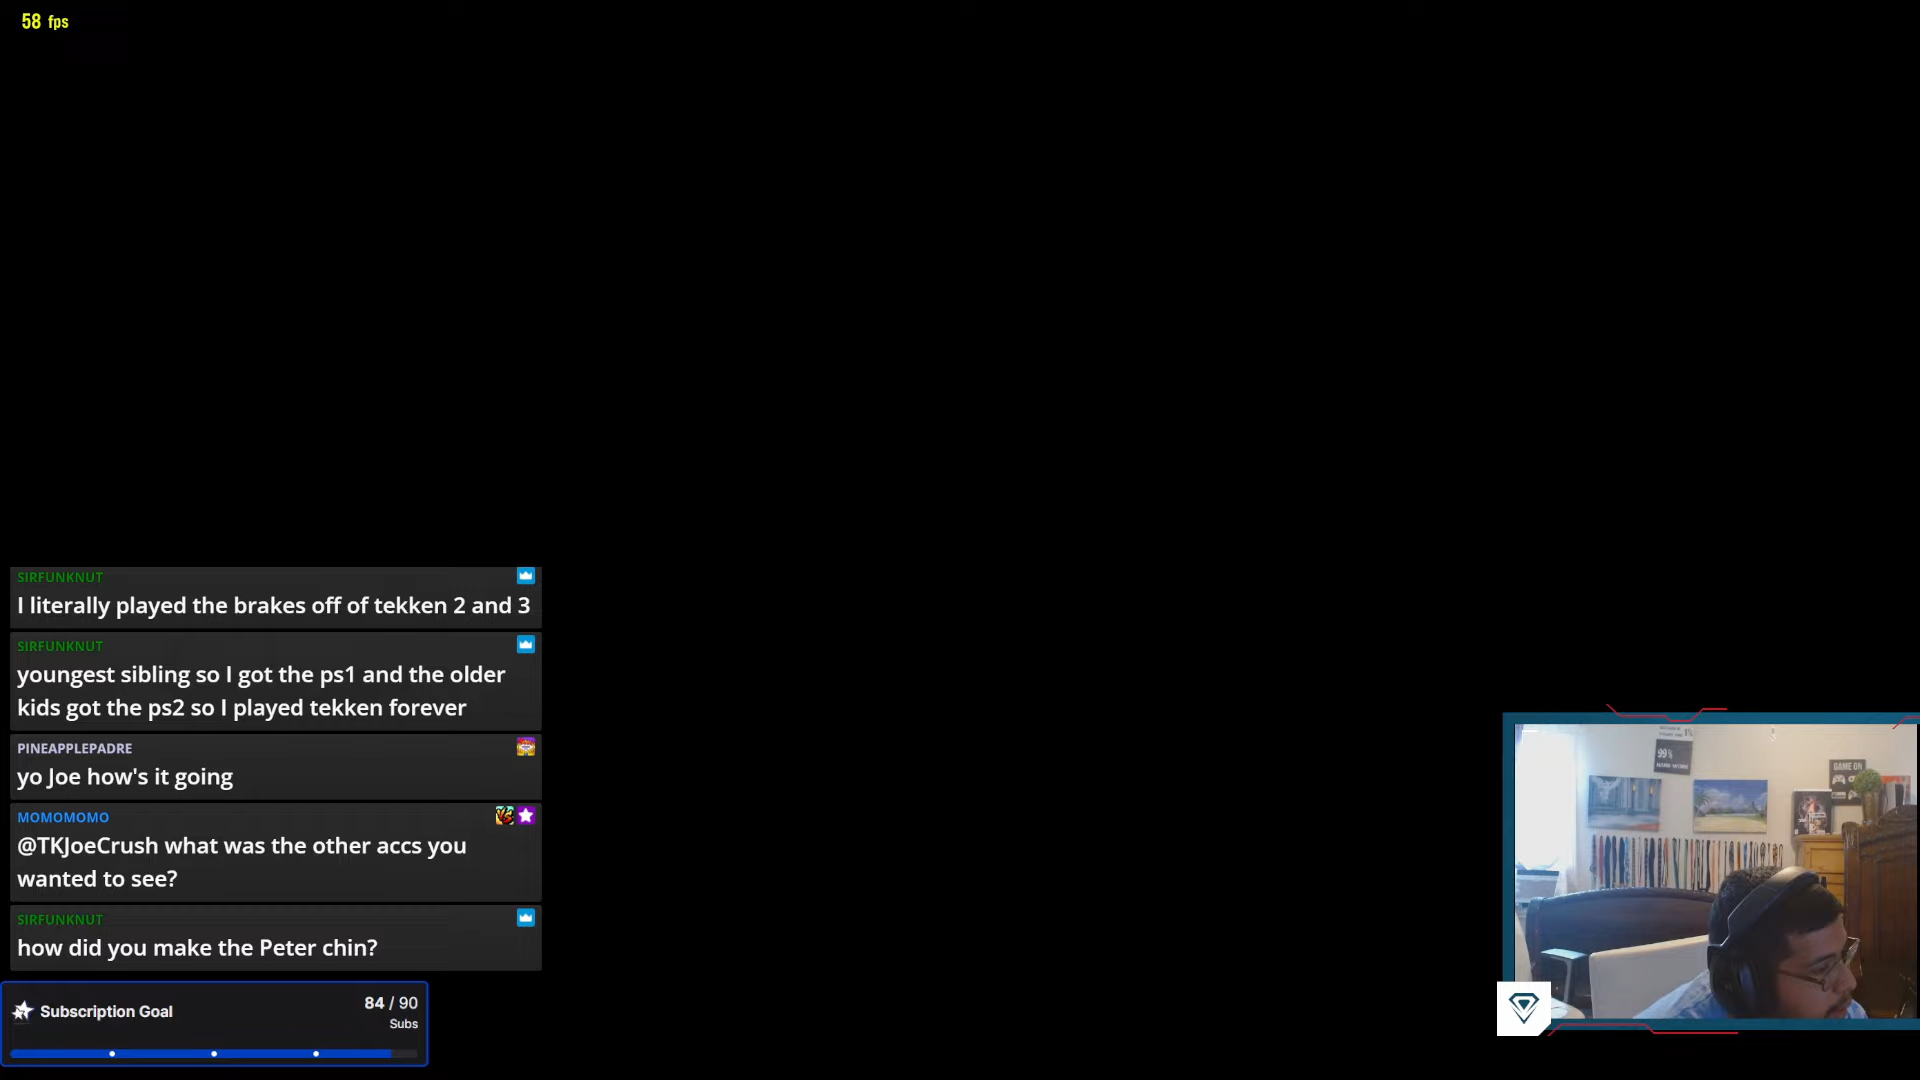 58 fps
SIRFUNKNUT
I literally played the brakes off of tekken 2 and 3
SIRFUNKNUT
youngest sibling so I got the ps1 and the older
kids got the ps2 so I played tekken forever
PINEAPPLEPADRE
yo Joe how's it going
MOMOMOMO
@TKJoeCrush what was the other accs you
wanted to see?
SIRFUNKNUT
how did you make the Peter chin?
Subscription Goal
84 / 90
Subs
99%
HARD WORK
GAME ON